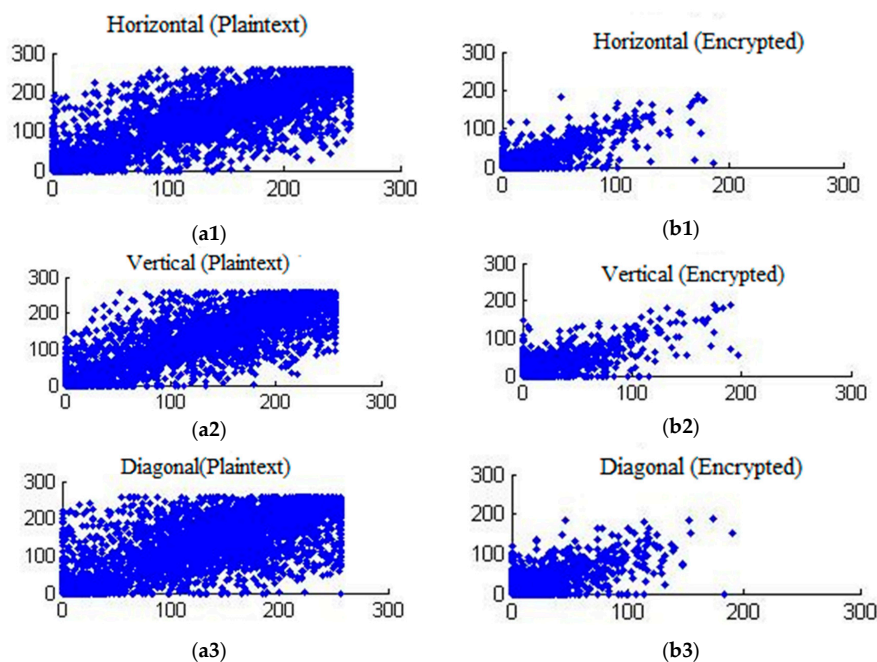 Horizontal (Plaintext)
300
200
100
0
0 100 200 300
(a1)
Horizontal (Encrypted)
300
200
100
0
0 100 200 300
(b1)
Vertical (Plaintext)
300
200
100
0
0 100 200 300
(a2)
Vertical (Encrypted)
300
200
100
0
0 100 200 300
(b2)
Diagonal(Plaintext)
300
200
100
0
0 100 200 300
(a3)
Diagonal (Encrypted)
300
200
100
0
0 100 200 300
(b3)